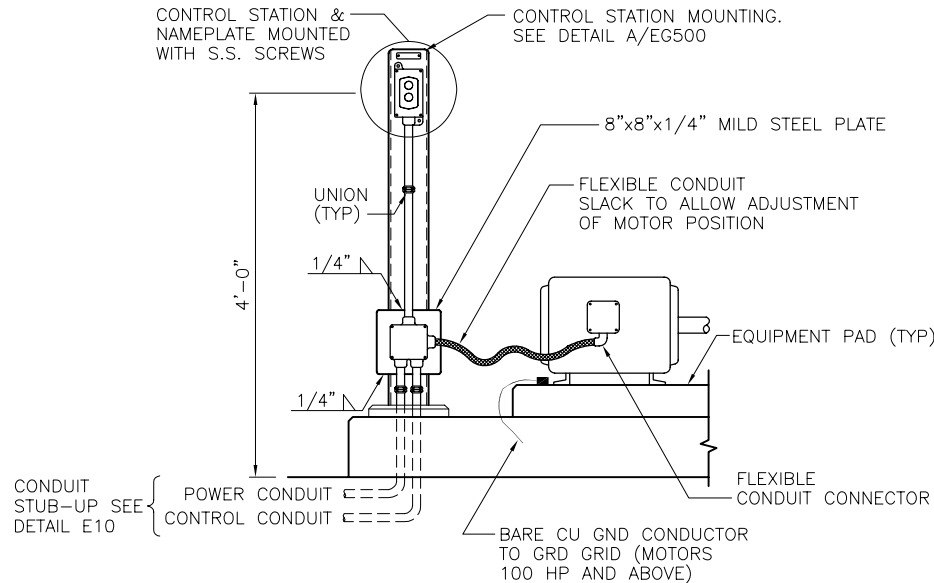 CONTROL STATION &
NAMEPLATE MOUNTED
WITH S.S. SCREWS
CONTROL STATION MOUNTING.
SEE DETAIL A/EG500
8"x8"x1/4" MILD STEEL PLATE
UNION
(TYP)
FLEXIBLE CONDUIT
SLACK TO ALLOW ADJUSTMENT
OF MOTOR POSITION
4'-0"
1/4"
EQUIPMENT PAD (TYP)
1/4"
CONDUIT
STUB-UP SEE
DETAIL E10
POWER CONDUIT
CONTROL CONDUIT
FLEXIBLE
CONDUIT CONNECTOR
BARE CU GND CONDUCTOR
TO GRD GRID (MOTORS
100 HP AND ABOVE)